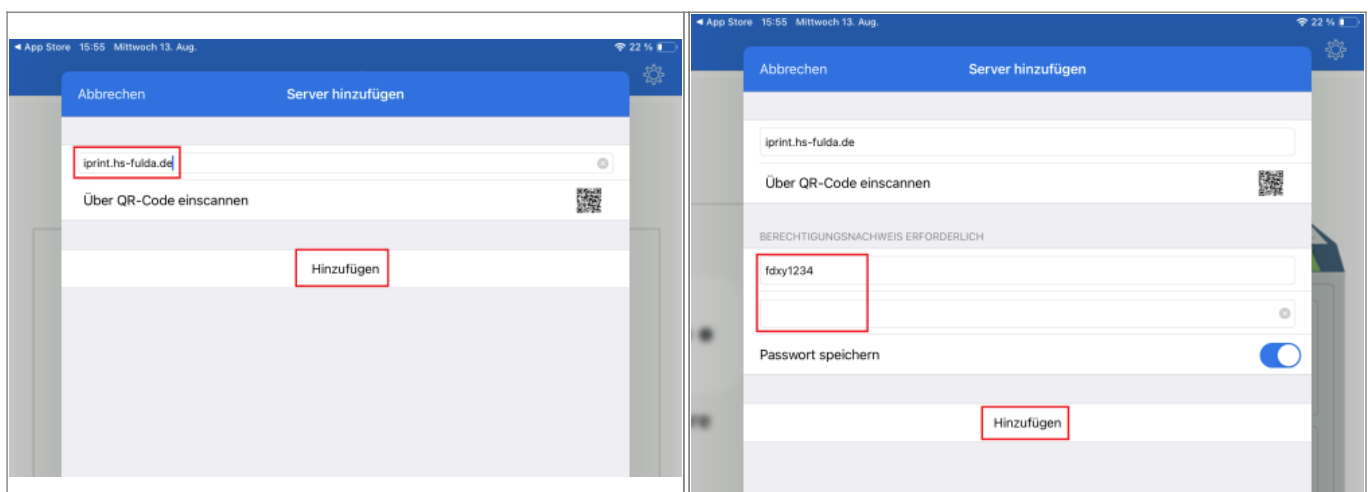 ◀ App Store 15:55 Mittwoch 13. Aug. 22 %
Abbrechen Server hinzufügen
iprint.hs-fulda.de
Über QR-Code einscannen
Hinzufügen
◀ App Store 15:55 Mittwoch 13. Aug. 22 %
Abbrechen Server hinzufügen
iprint.hs-fulda.de
Über QR-Code einscannen
BERECHTIGUNGSNACHWEIS ERFORDERLICH
fdxy1234
Passwort speichern
Hinzufügen